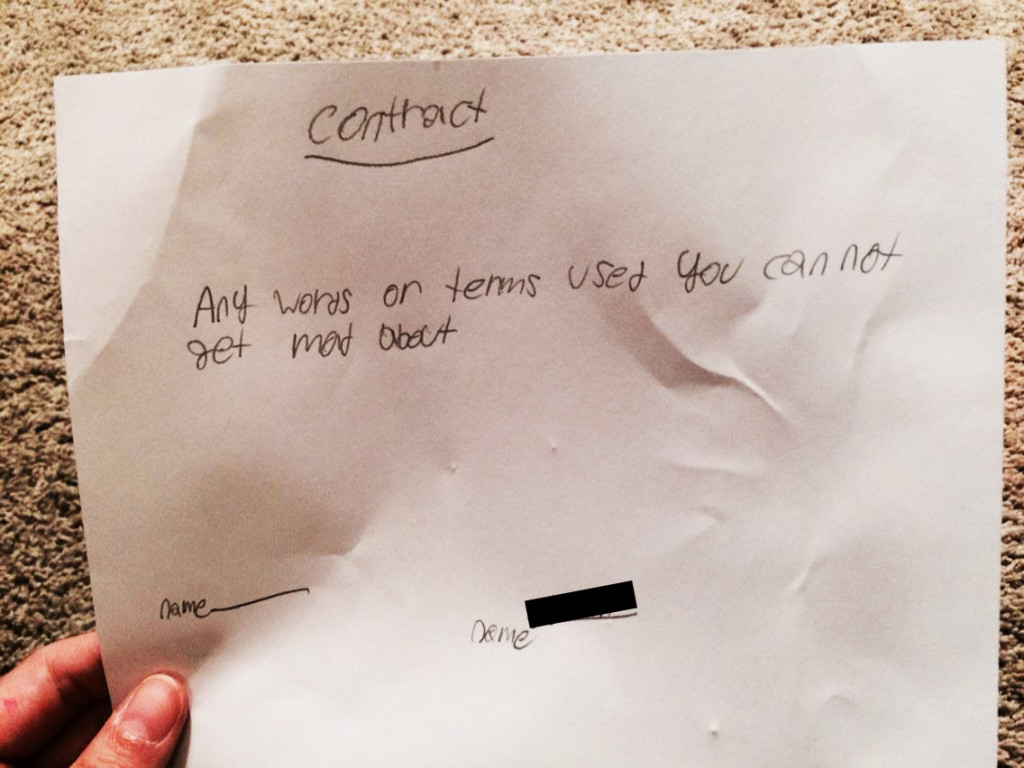 Contract
Any words or terms used you can not
get mad about
name
name